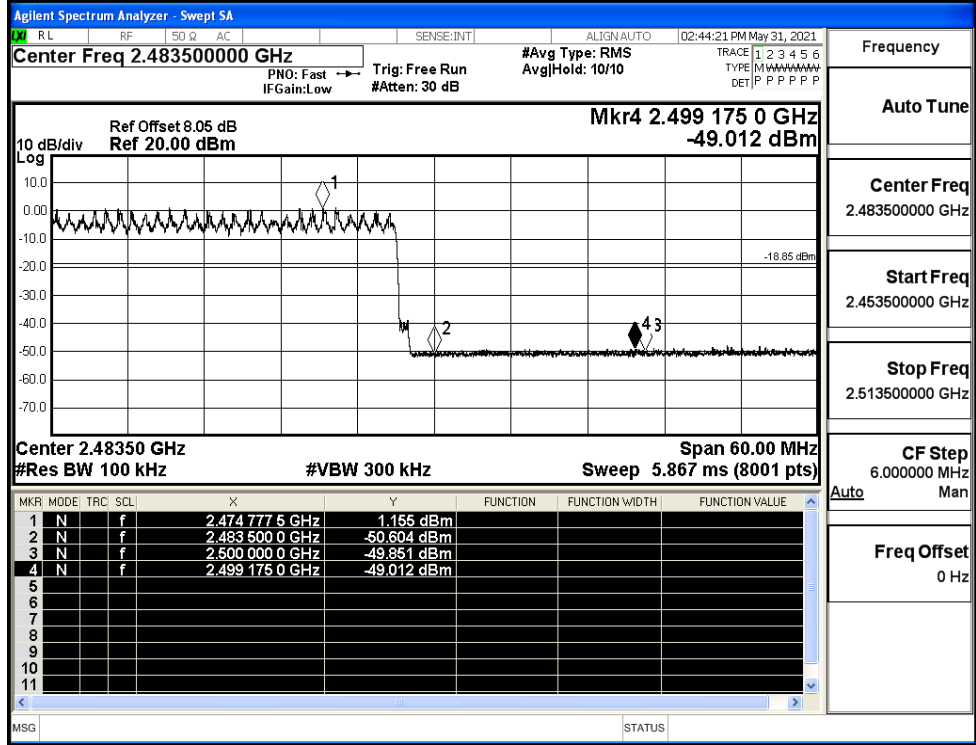 Agilent Spectrum Analyzer - Swept SA
LXI RL RF 50 Ω AC SENSE:INT ALIGN AUTO 02:44:21 PM May 31, 2021
Center Freq 2.483500000 GHz
PNO: Fast
IFGain:Low
Trig: Free Run
#Atten: 30 dB
#Avg Type: RMS
Avg|Hold: 10/10
TRACE 1 2 3 4 5 6
TYPE M W W W W W
DET P P P P P P
Frequency
Auto Tune
Center Freq
2.483500000 GHz
Start Freq
2.453500000 GHz
Stop Freq
2.513500000 GHz
CF Step
6.000000 MHz
Auto Man
Freq Offset
0 Hz
Mkr4 2.499 175 0 GHz
-49.012 dBm
Ref Offset 8.05 dB
10 dB/div Ref 20.00 dBm
Log
10.0
0.00
-10.0
-20.0
-30.0
-40.0
-50.0
-60.0
-70.0
1
-18.85 dBm
2
4 3
Center 2.48350 GHz Span 60.00 MHz
#Res BW 100 kHz #VBW 300 kHz Sweep 5.867 ms (8001 pts)
MKR MODE TRC SCL X Y FUNCTION FUNCTION WIDTH FUNCTION VALUE
1 N f 2.474 777 5 GHz 1.155 dBm
2 N f 2.483 500 0 GHz -50.604 dBm
3 N f 2.500 000 0 GHz -49.851 dBm
4 N f 2.499 175 0 GHz -49.012 dBm
5
6
7
8
9
10
11
MSG STATUS